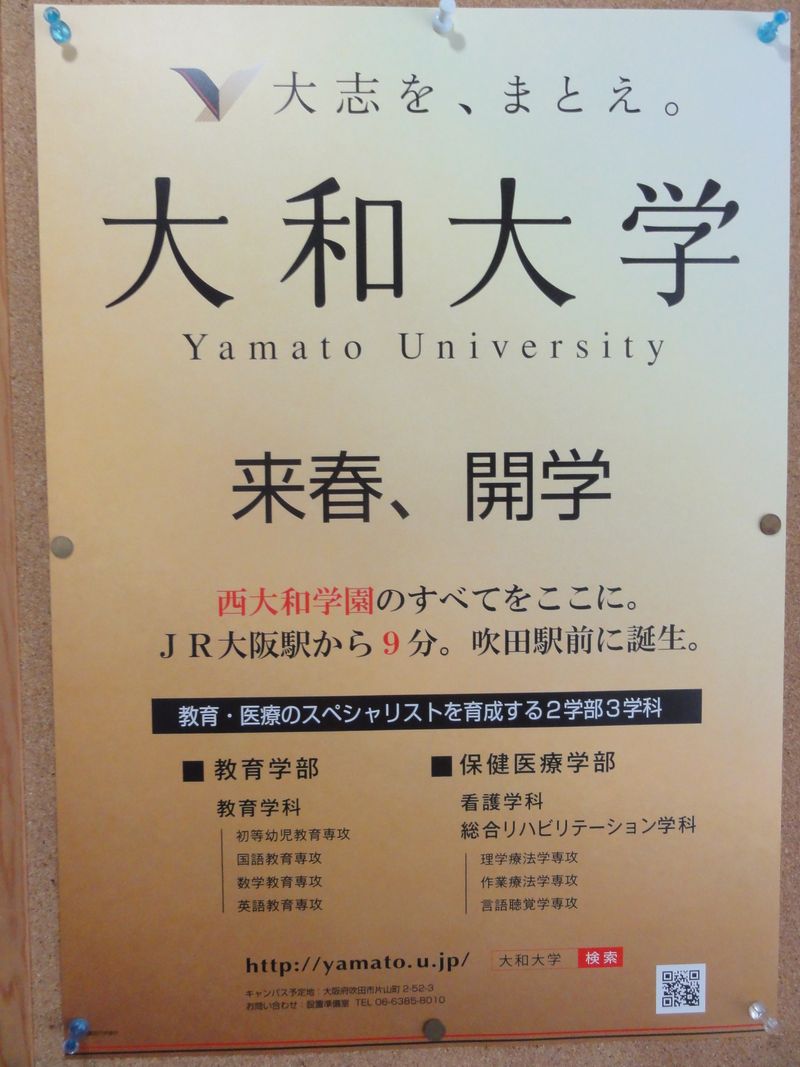 大志を、まとえ。
大和大学
Yamato University
来春、開学
西大和学園のすべてをここに。
ＪＲ大阪駅から9分。吹田駅前に誕生。
教育・医療のスペシャリストを育成する2学部3学科
■教育学部
教育学科
初等幼児教育専攻
国語教育専攻
数学教育専攻
英語教育専攻
■保健医療学部
看護学科
総合リハビリテーション学科
理学療法学専攻
作業療法学専攻
言語聴覚学専攻
http://yamato.u.jp/
大和大学 検索
キャンパス予定地：大阪府吹田市片山町2-52-3
お問い合わせ：設置準備室 TEL 06-6385-8010